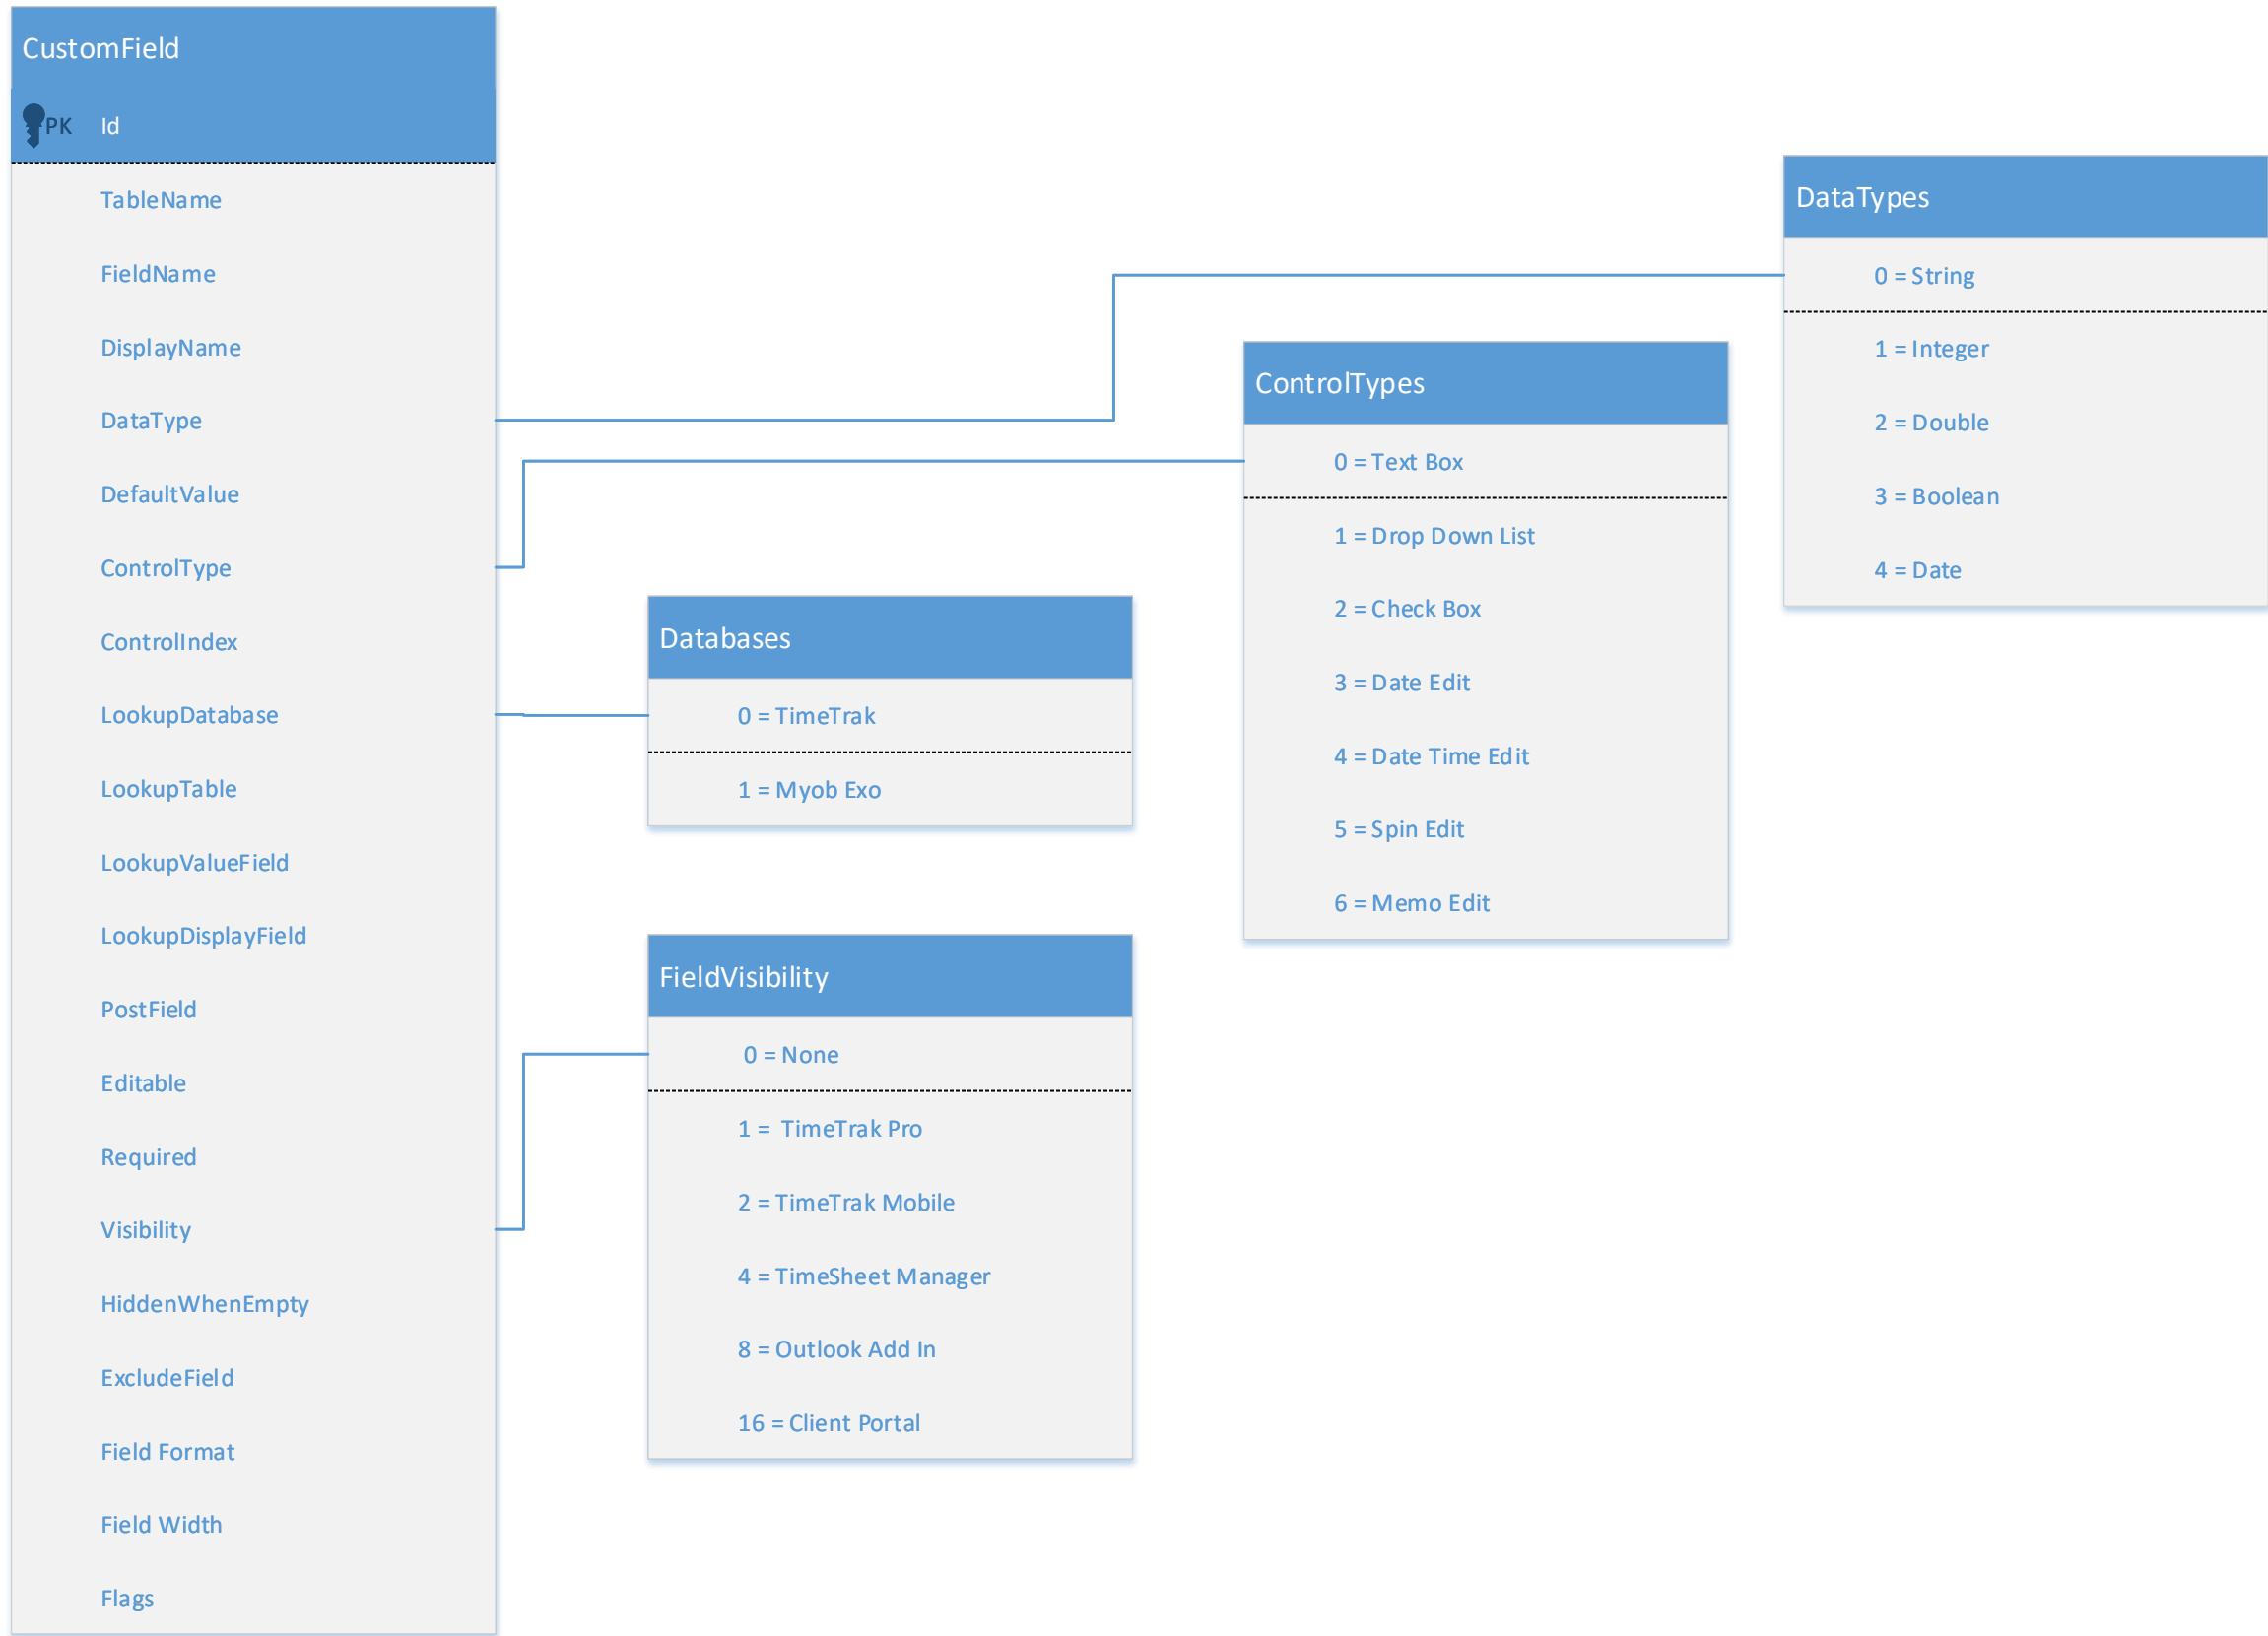 CustomField
PK Id
TableName
FieldName
DisplayName
DataType
DefaultValue
ControlType
ControlIndex
LookupDatabase
LookupTable
LookupValueField
LookupDisplayField
PostField
Editable
Required
Visibility
HiddenWhenEmpty
ExcludeField
Field Format
Field Width
Flags
Databases
0 = TimeTrak
1 = Myob Exo
FieldVisibility
0 = None
1 = TimeTrak Pro
2 = TimeTrak Mobile
4 = TimeSheet Manager
8 = Outlook Add In
16 = Client Portal
ControlTypes
0 = Text Box
1 = Drop Down List
2 = Check Box
3 = Date Edit
4 = Date Time Edit
5 = Spin Edit
6 = Memo Edit
DataTypes
0 = String
1 = Integer
2 = Double
3 = Boolean
4 = Date